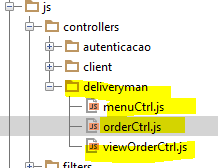 js
controllers
autenticacao
client
deliveryman
menuCtrl.js
orderCtrl.js
viewOrderCtrl.js
filters